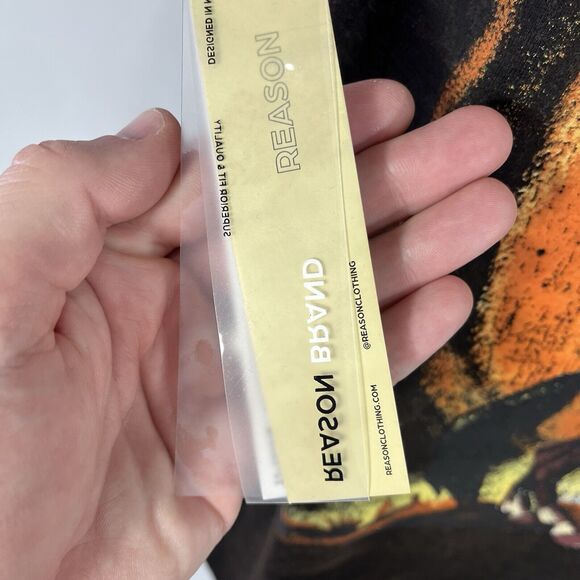 DESIGNED IN N
SUPERIOR FIT & QUALITY
REASON
REASON BRAND
@REASONCLOTHING
REASONCLOTHING.COM